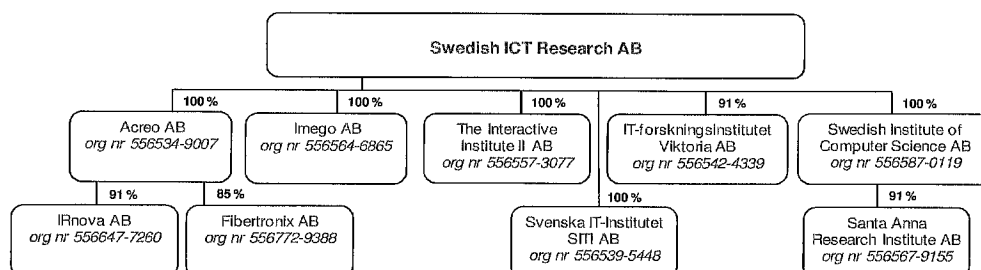 Swedish ICT Research AB
100 % 100 % 100 % 91 % 100 %
Acreo AB
org nr 556534-9007
Imego AB
org nr 556564-6865
The Interactive
Institute II AB
org nr 556557-3077
IT-forskningsInstitutet
Viktoria AB
org nr 556542-4339
Swedish Institute of
Computer Science AB
org nr 556587-0119
91 % 85 % 100 % 91 %
IRnova AB
org nr 556647-7260
Fibertronix AB
org nr 556772-9388
Svenska IT-Institutet
SITI AB
org nr 556539-5448
Santa Anna
Research Institute AB
org nr 556567-9155